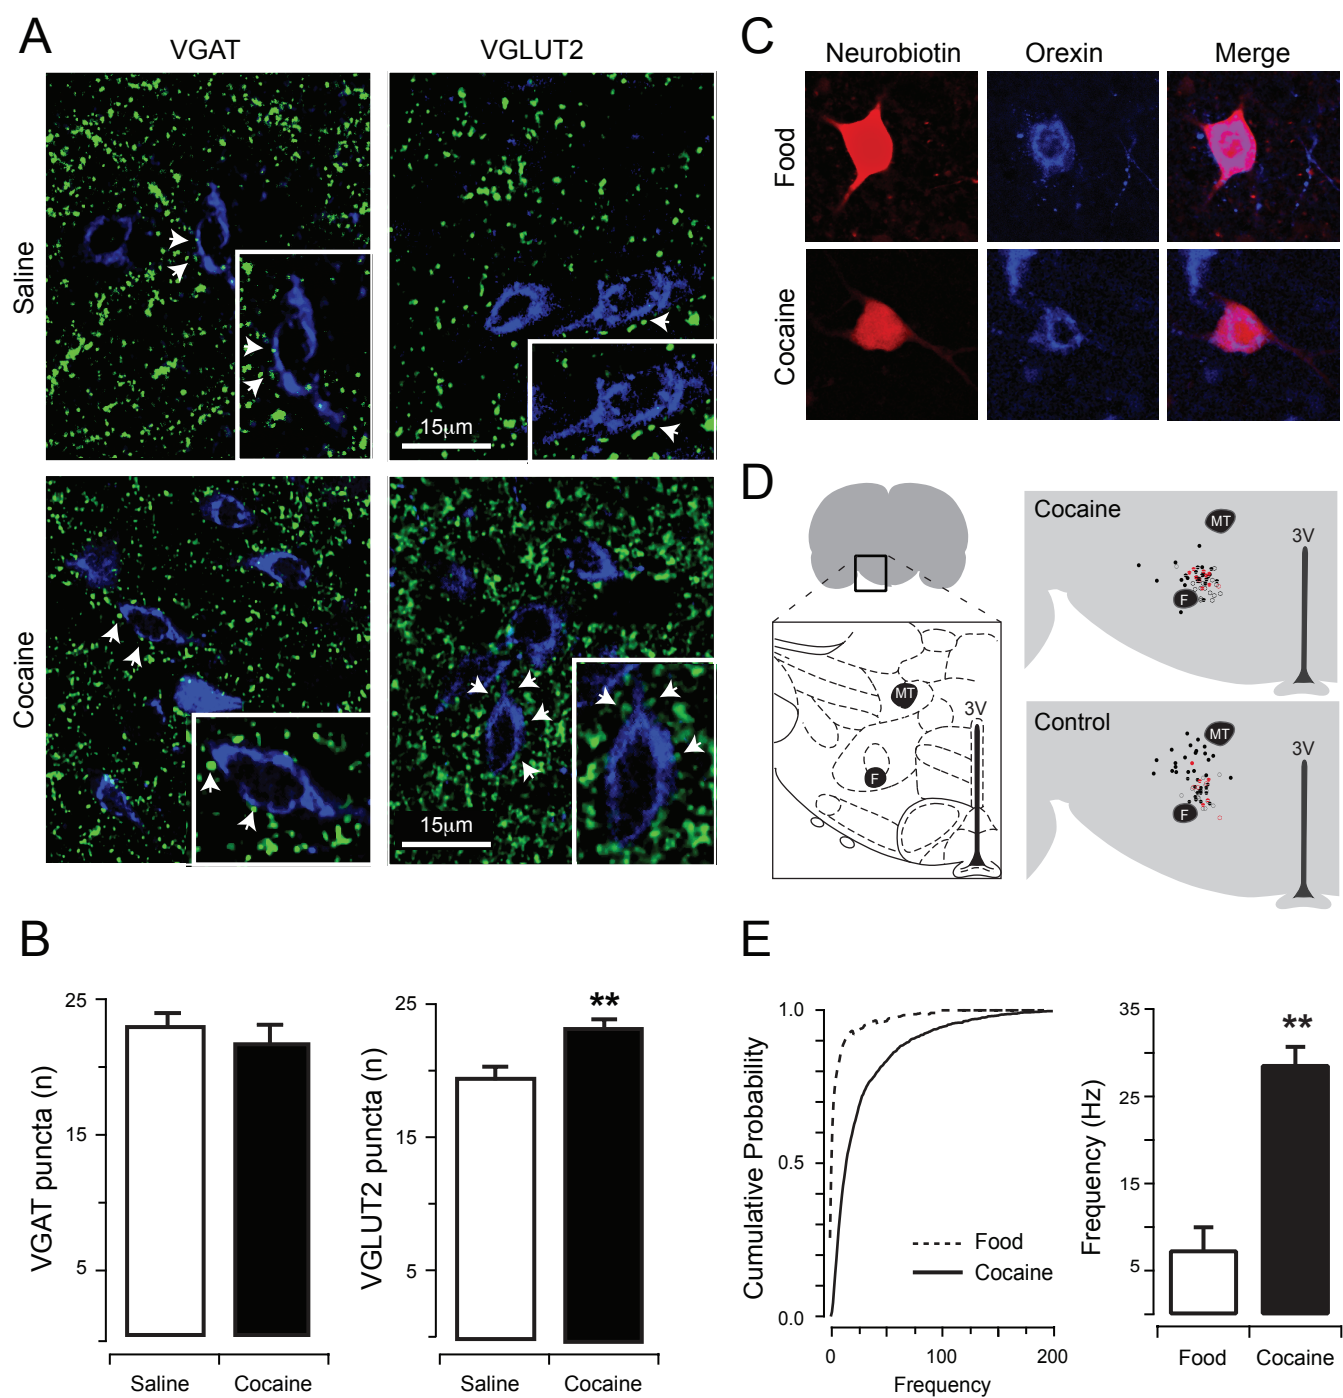 A
VGAT
VGLUT2
Saline
15μm
Cocaine
15μm
B
VGAT puncta (n)
25
15
5
Saline
Cocaine
VGLUT2 puncta (n)
25
15
5
**
Saline
Cocaine
C
Neurobiotin
Orexin
Merge
Food
Cocaine
D
MT
F
3V
Cocaine
MT
3V
F
Control
MT
3V
F
E
Cumulative Probability
1.0
0.5
0.0
Food
Cocaine
0
100
200
Frequency
Frequency (Hz)
35
25
15
5
**
Food
Cocaine